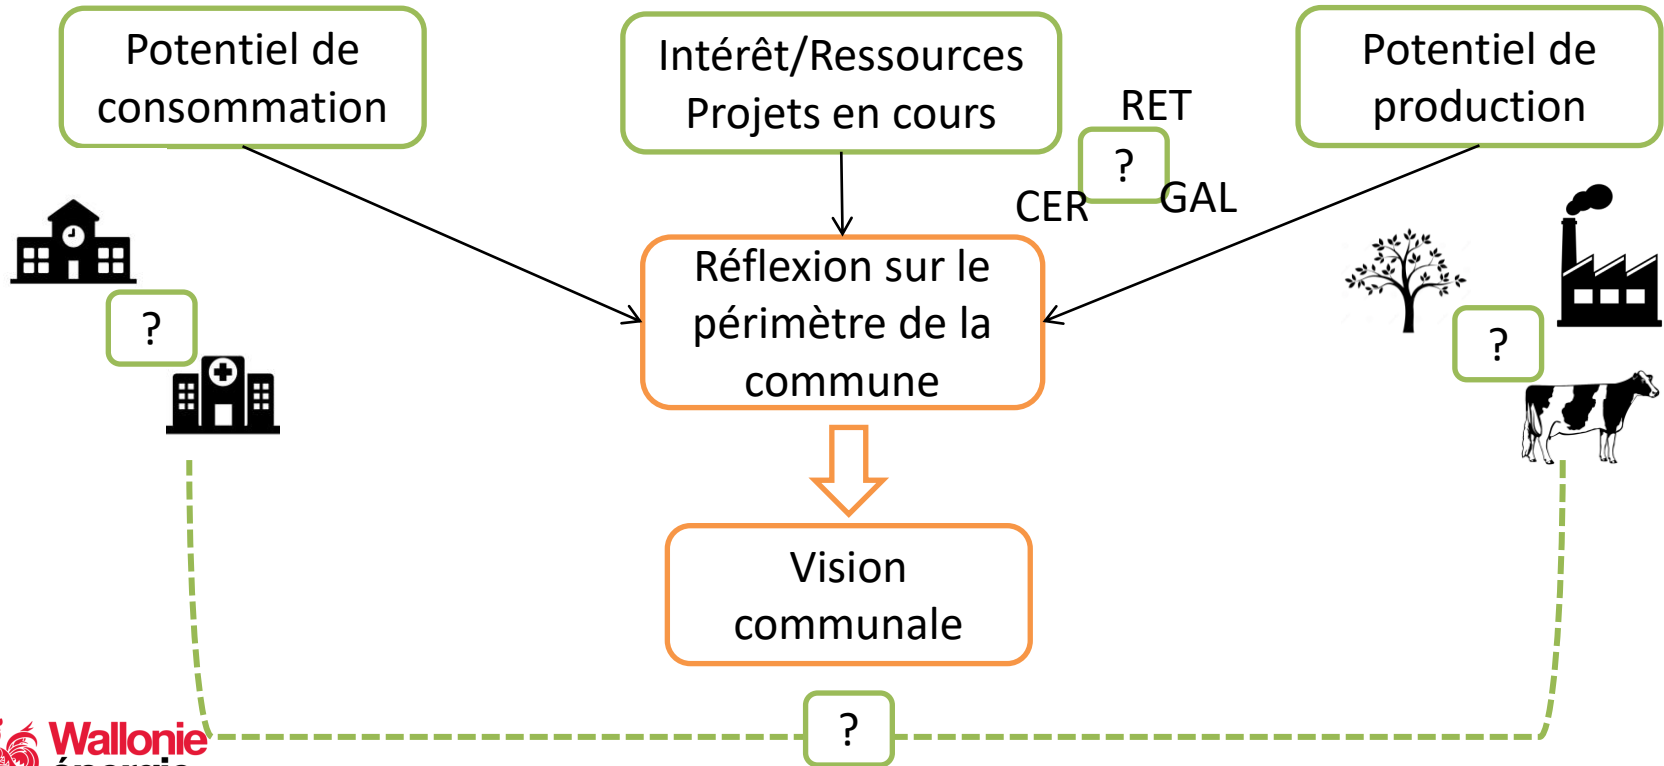 Potentiel de
consommation
Intérêt/Ressources
Projets en cours
Potentiel de
production
RET
?
CER
GAL
Réflexion sur le
périmètre de la
commune
?
?
Vision
communale
?
Wallonie
énergie